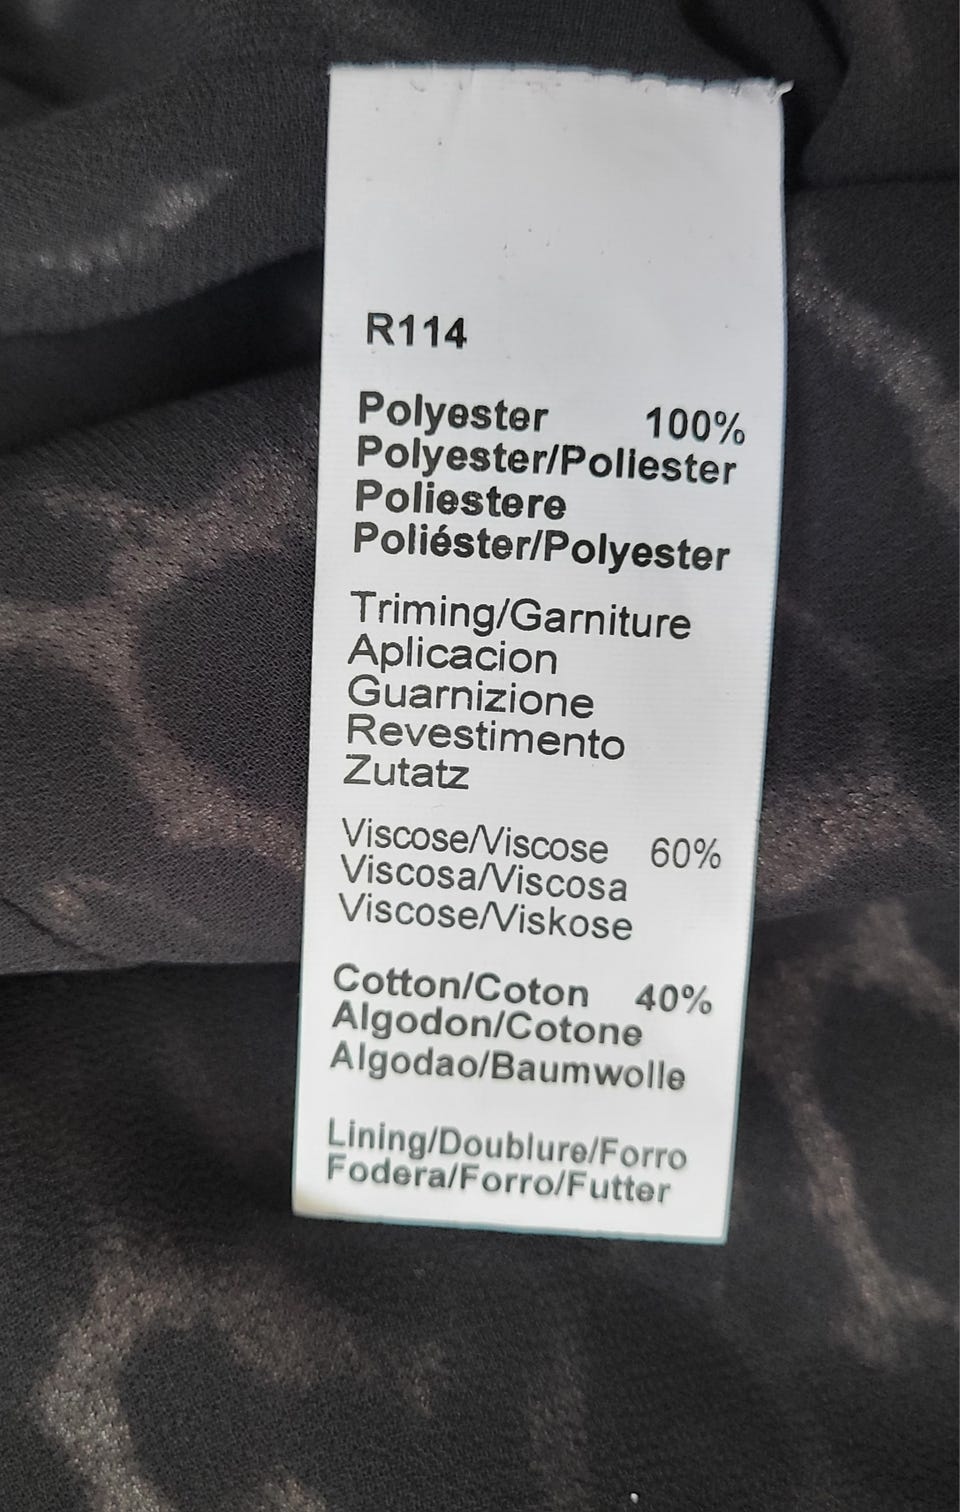 R114
Polyester 100%
Polyester/Poliester
Poliestere
Poliéster/Polyester
Triming/Garniture
Aplicacion
Guarnizione
Revestimento
Zutatz
Viscose/Viscose 60%
Viscosa/Viscosa
Viscose/Viskose
Cotton/Coton 40%
Algodon/Cotone
Algodao/Baumwolle
Lining/Doublure/Forro
Fodera/Forro/Futter